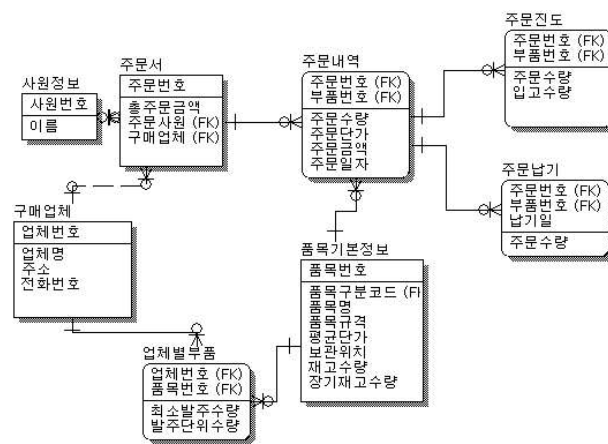 주문진도
주문번호 (FK)
부품번호 (FK)
주문수량
입고수량
주문서
주문번호
총주문금액
주문사원 (FK)
구매업체 (FK)
주문내역
주문번호 (FK)
부품번호 (FK)
주문수량
주문단가
주문금액
주문일자
사원정보
사원번호
이름
주문납기
주문번호 (FK)
부품번호 (FK)
납기일
주문수량
구매업체
업체번호
업체명
주소
전화번호
품목기본정보
품목번호
품목구분코드 (FK
품목명
품목규격
평균단가
보관위치
재고수량
장기재고수량
업체별부품
업체번호 (FK)
품목번호 (FK)
최소발주수량
발주단위수량